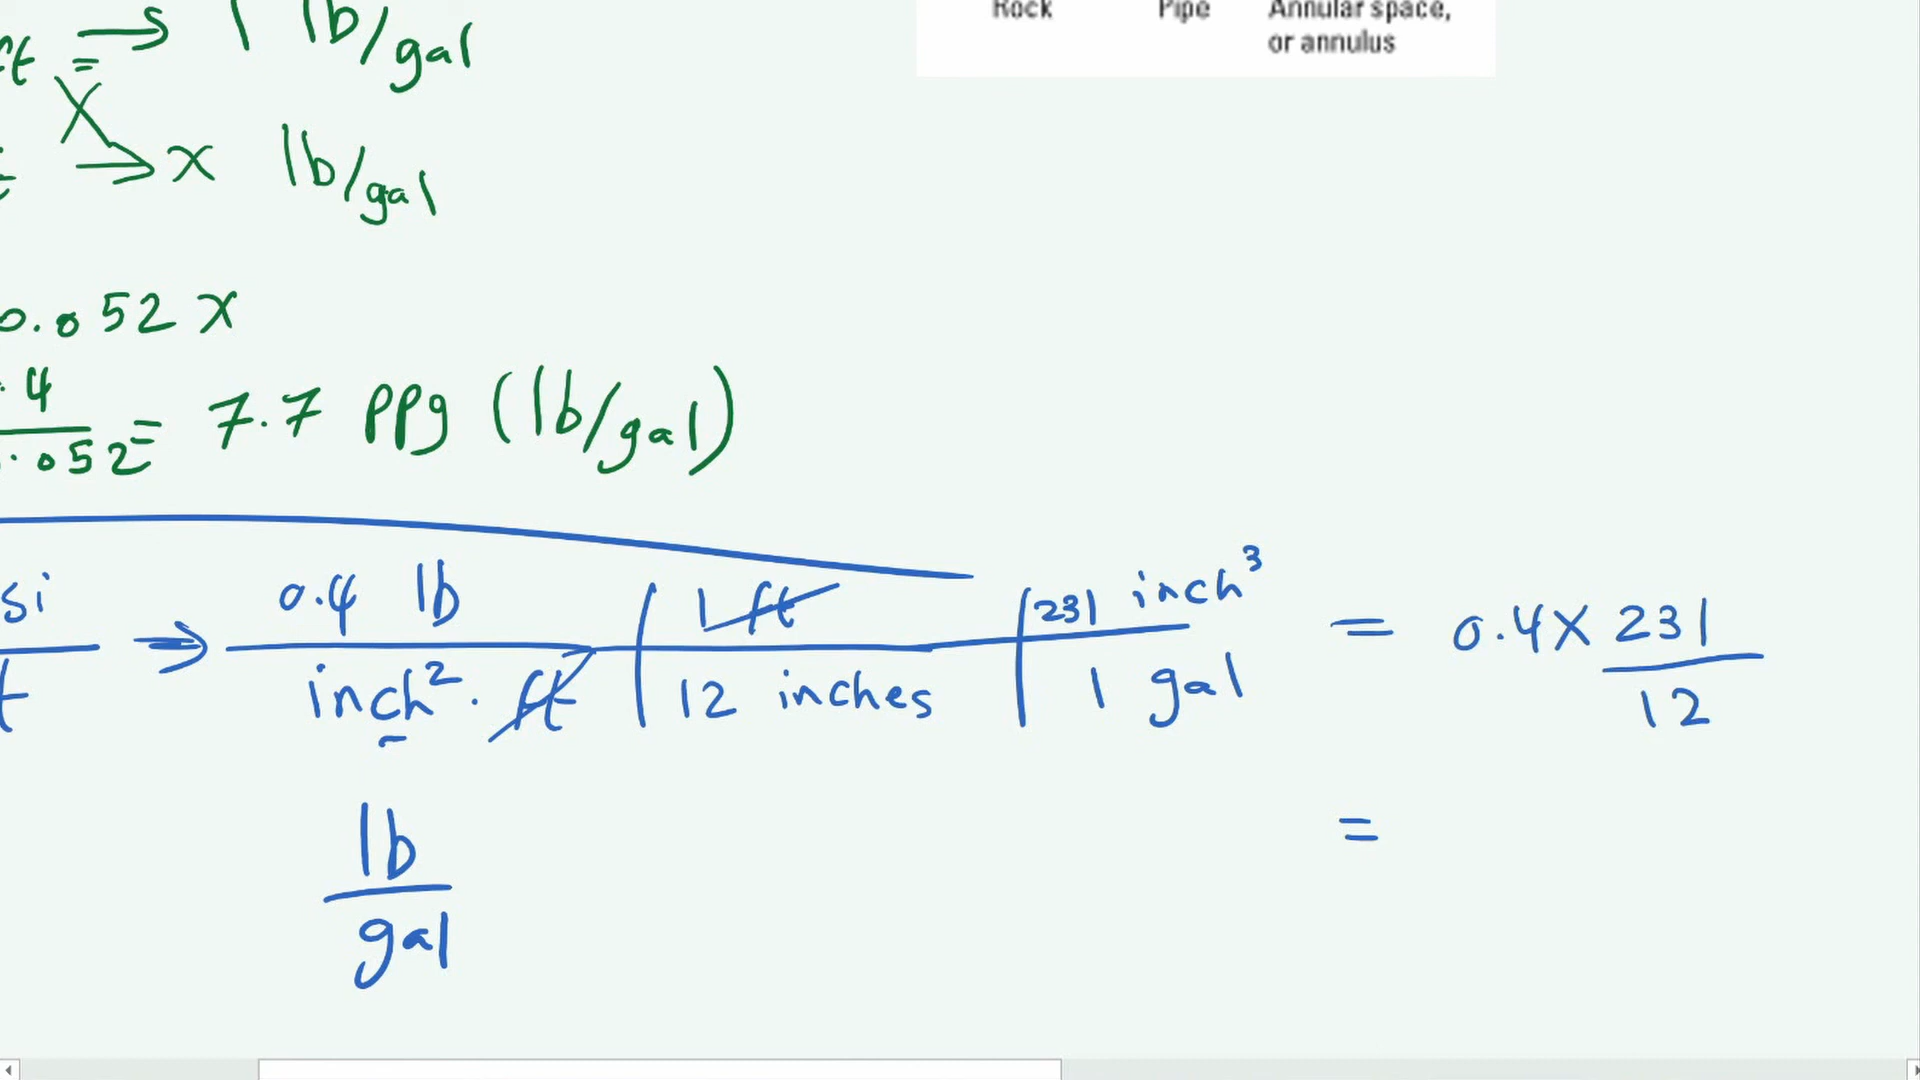 Rock Pipe Annular space,
or annulus
ft => 1 lb/gal
→ x lb/gal
0.052 x
.4
.052 = 7.7 ppg (lb/gal)
si ⇒ 0.4 lb | 1 ft | 231 inch³ = 0.4 x 231
t inch² . ft | 12 inches | 1 gal 12
lb =
gal